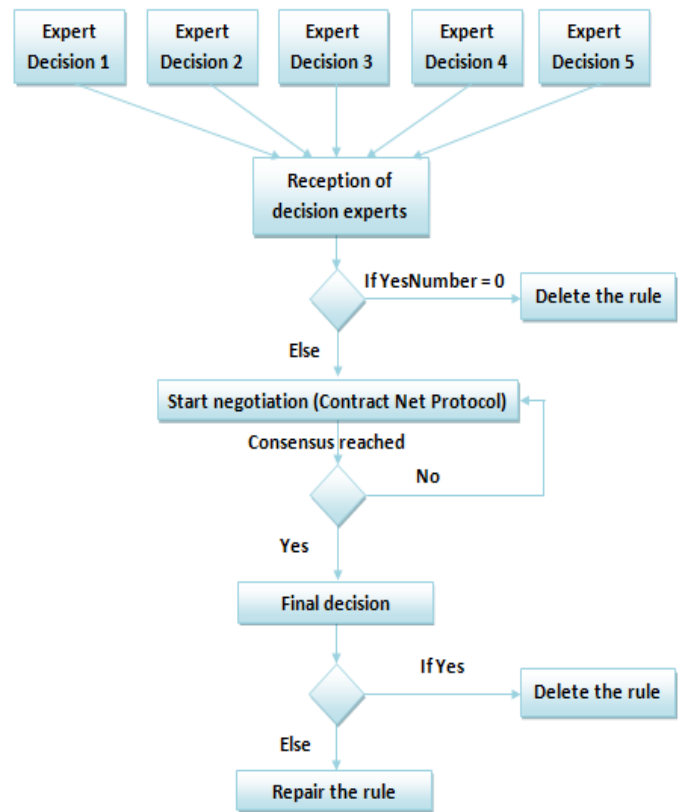 Expert
Decision 1
Expert
Decision 2
Expert
Decision 3
Expert
Decision 4
Expert
Decision 5
Reception of
decision experts
If YesNumber = 0
Delete the rule
Else
Start negotiation (Contract Net Protocol)
Consensus reached
No
Yes
Final decision
If Yes
Delete the rule
Else
Repair the rule